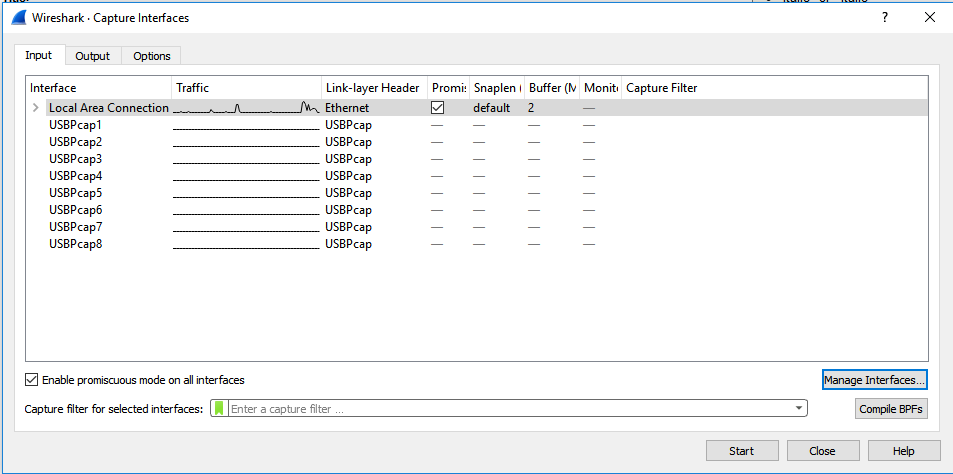 Wireshark · Capture Interfaces
Input Output Options
Interface Traffic Link-layer Header Promis Snaplen ( Buffer (M Monito Capture Filter
Local Area Connection Ethernet default 2 —
USBPcap1 USBPcap — — — —
USBPcap2 USBPcap — — — —
USBPcap3 USBPcap — — — —
USBPcap4 USBPcap — — — —
USBPcap5 USBPcap — — — —
USBPcap6 USBPcap — — — —
USBPcap7 USBPcap — — — —
USBPcap8 USBPcap — — — —
Enable promiscuous mode on all interfaces Manage Interfaces...
Capture filter for selected interfaces: Enter a capture filter ... Compile BPFs
Start Close Help